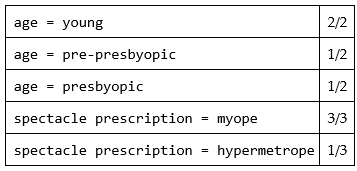 age = young 2/2
age = pre-presbyopic 1/2
age = presbyopic 1/2
spectacle prescription = myope 3/3
spectacle prescription = hypermetrope 1/3